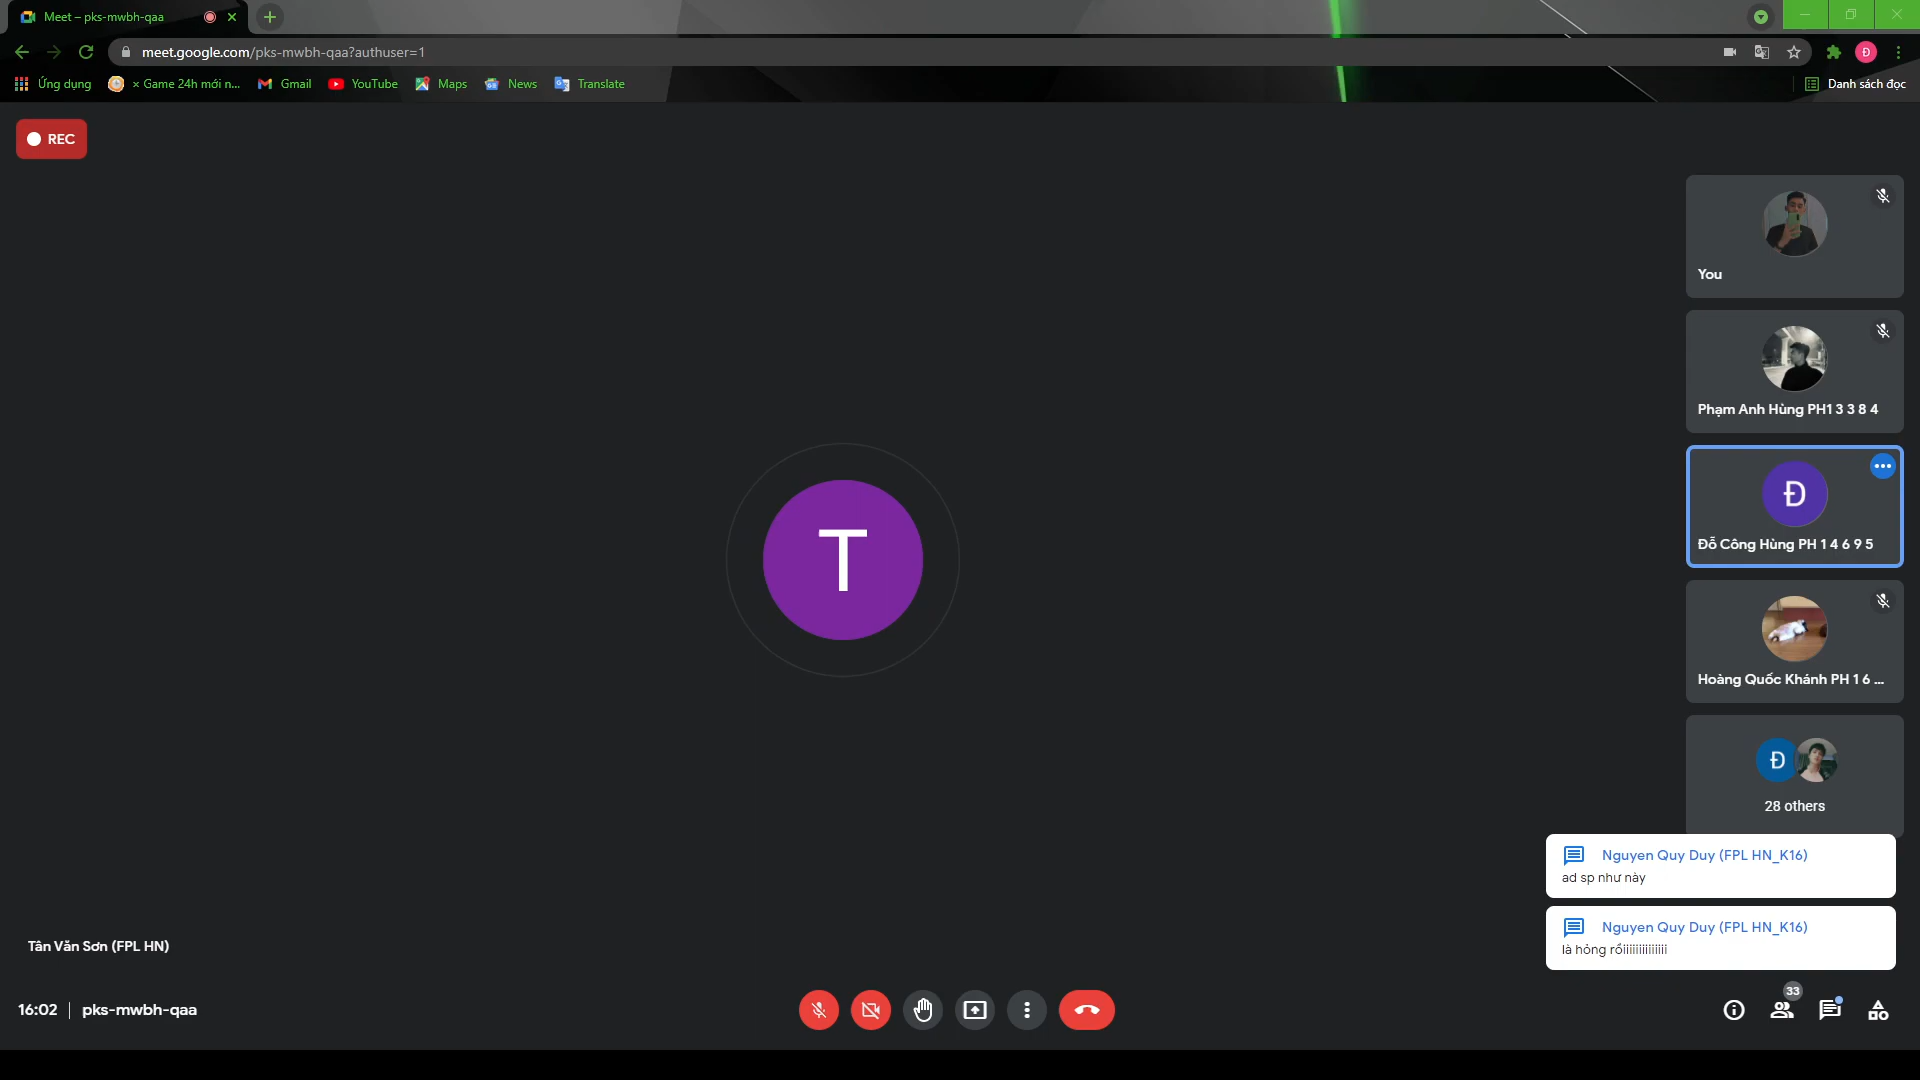 Meet – pks-mwbh-qaa
meet.google.com/pks-mwbh-qaa?authuser=1
Đ
Ứng dụng
× Game 24h mới n...
Gmail
YouTube
Maps
News
Translate
Danh sách đọc
REC
You
Phạm Anh Hùng PH1 3 3 8 4
Đ
Đỗ Công Hùng PH 1 4 6 9 5
Hoàng Quốc Khánh PH 1 6 ...
T
Đ
28 others
Nguyen Quy Duy (FPL HN_K16)
ad sp như này
Nguyen Quy Duy (FPL HN_K16)
là hỏng rồiiiiiiiiiiiiii
Tân Văn Sơn (FPL HN)
16:02 | pks-mwbh-qaa
33